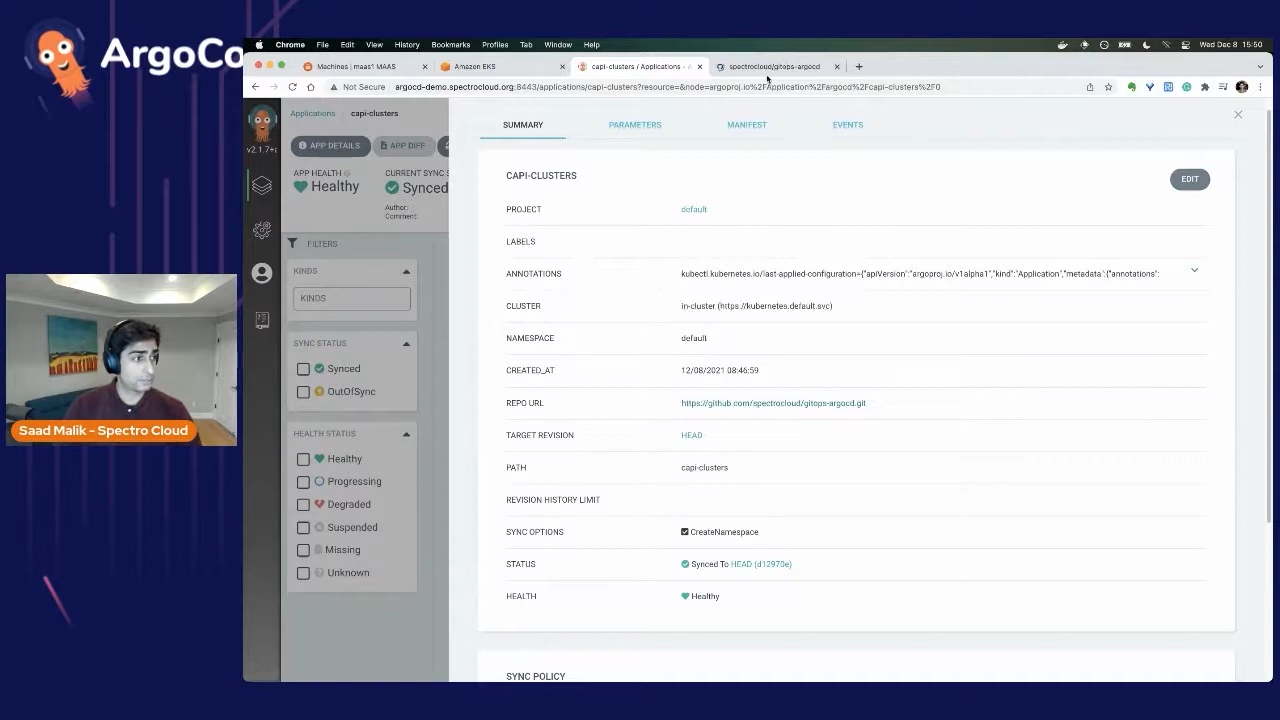 ArgoCo
Chrome File Edit View History Bookmarks Profiles Tab Window Help
Wed Dec 8 15:50
Machines | maas1 MAAS
Amazon EKS
capi-clusters / Applications - A
spectrocloud/gitops-argocd
Not Secure argocd-demo.spectrocloud.org:8443/applications/capi-clusters?resource=&node=argoproj.io%2FApplication%2Fargocd%2Fcapi-clusters%2F0
v2.1.7+
Applications capi-clusters
APP DETAILS
APP DIFF
APP HEALTH
Healthy
CURRENT SYNC S
Synced
Author:
Comment:
FILTERS
KINDS
KINDS
SYNC STATUS
Synced
OutOfSync
HEALTH STATUS
Healthy
Progressing
Degraded
Suspended
Missing
Unknown
SUMMARY PARAMETERS MANIFEST EVENTS
CAPI-CLUSTERS
EDIT
PROJECT default
LABELS
ANNOTATIONS kubectl.kubernetes.io/last-applied-configuration={"apiVersion":"argoproj.io/v1alpha1","kind":"Application","metadata":{"annotations":
CLUSTER in-cluster (https://kubernetes.default.svc)
NAMESPACE default
CREATED_AT 12/08/2021 08:46:59
REPO URL https://github.com/spectrocloud/gitops-argocd.git
TARGET REVISION HEAD
PATH capi-clusters
REVISION HISTORY LIMIT
SYNC OPTIONS CreateNamespace
STATUS Synced To HEAD (d12970e)
HEALTH Healthy
SYNC POLICY
Saad Malik - Spectro Cloud